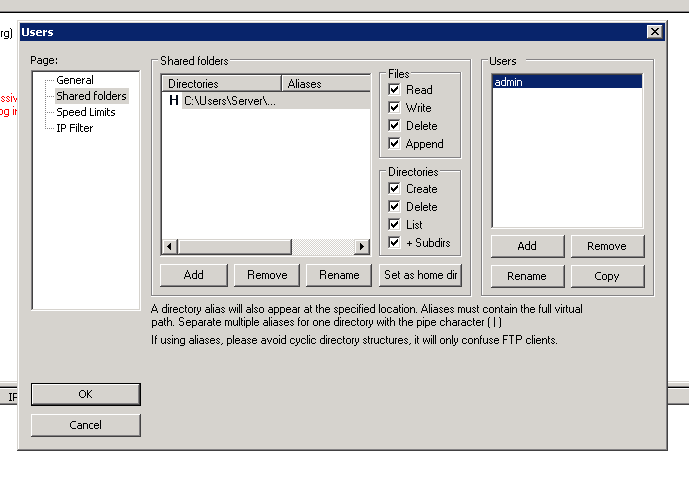 Users
Page:
General
Shared folders
Speed Limits
IP Filter
Shared folders
Directories Aliases
H C:\Users\Server\...
Files
Read
Write
Delete
Append
Directories
Create
Delete
List
+ Subdirs
Add Remove Rename Set as home dir
Users
admin
Add Remove
Rename Copy
A directory alias will also appear at the specified location. Aliases must contain the full virtual
path. Separate multiple aliases for one directory with the pipe character ( | )
If using aliases, please avoid cyclic directory structures, it will only confuse FTP clients.
OK
Cancel
rg)
ssiv
og in
IP